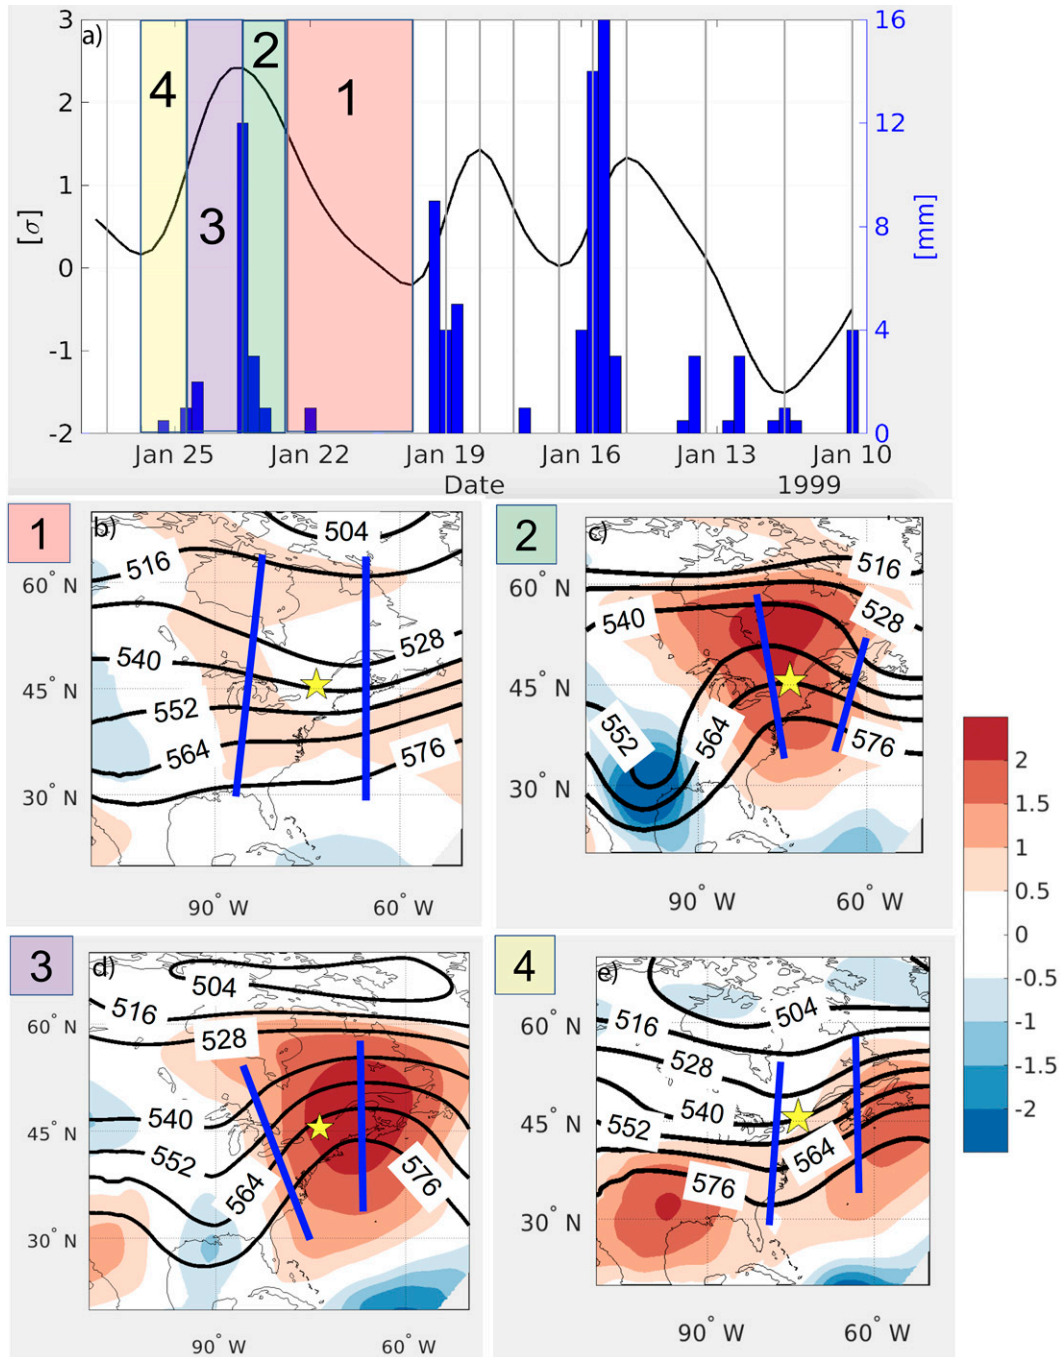 a)
3
2
1
0
-1
-2
[σ]
4
3
2
1
16
12
8
4
0
[mm]
Jan 25 Jan 22 Jan 19 Jan 16 Jan 13 Jan 10
Date 1999
1
b)
504
516
528
540
552
564
576
60° N
45° N
30° N
90° W 60° W
2
c)
516
528
540
552
564
576
60° N
45° N
30° N
90° W 60° W
2
1.5
1
0.5
0
-0.5
-1
-1.5
-2
3
d)
504
516
528
540
552
564
576
60° N
45° N
30° N
90° W 60° W
4
e)
504
516
528
540
552
564
576
60° N
45° N
30° N
90° W 60° W